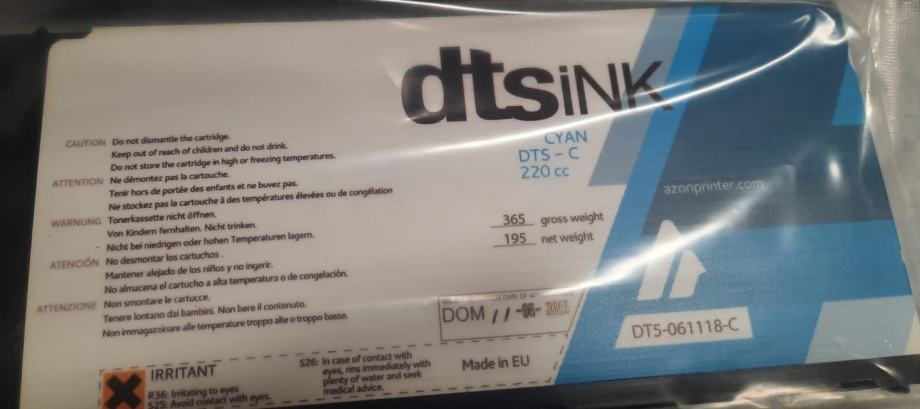 dtsiNK
CYAN
DTS - C
220 cc
365 gross weight
195 net weight
azonprinter.com
CAUTION Do not dismantle the cartridge.
Keep out of reach of children and do not drink.
Do not store the cartridge in high or freezing temperatures.
ATTENTION Ne démontez pas la cartouche.
Tenir hors de portée des enfants et ne buvez pas.
Ne stockez pas la cartouche à des températures élevées ou de congélation
WARNUNG Tonerkassette nicht öffnen.
Von Kindern fernhalten. Nicht trinken.
Nicht bei niedrigen oder hohen Temperaturen lagern.
ATENCIÓN No desmontar los cartuchos .
Mantener alejado de los niños y no ingerir.
No almacena el cartucho a alta temperatura o de congelación.
ATTENZIONE Non smontare le cartucce.
Tenere lontano dai bambini. Non bere il contenuto.
Non immagazzinare alle temperature troppo alte o troppo basse.
DOM
DTS-061118-C
Made in EU
IRRITANT
R36: Irritating to eyes
S25: Avoid contact with eyes.
S26: In case of contact with
eyes, rins immediately with
plenty of water and seek
medical advice.